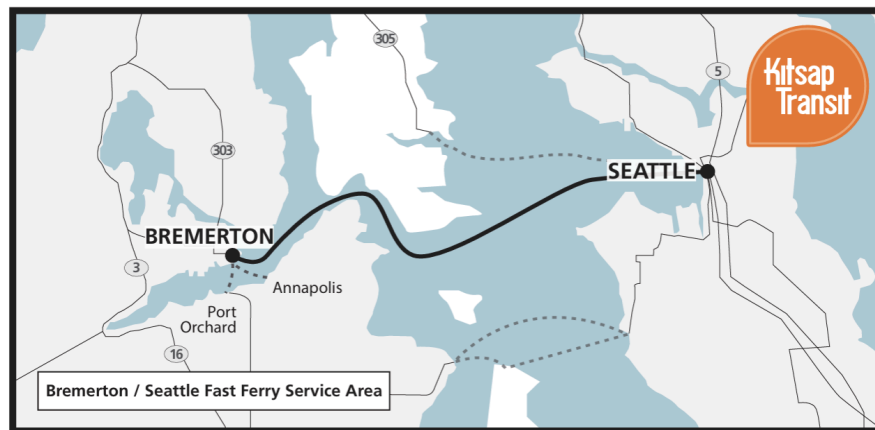 305
5
Kitsap
Transit
303
SEATTLE
BREMERTON
3
Annapolis
Port
Orchard
16
Bremerton / Seattle Fast Ferry Service Area